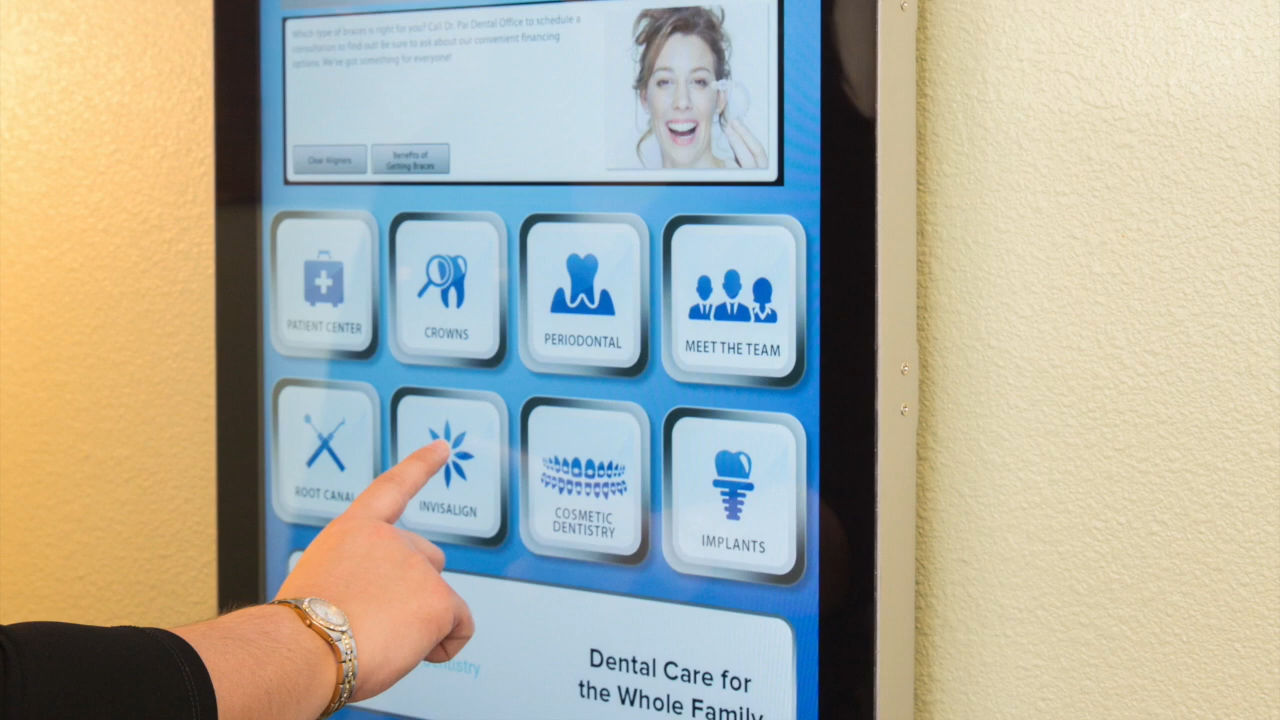 Which type of braces is right for you? Call Dr. Pai Dental Office to schedule a
consultation to find out! Be sure to ask about our convenient financing
options. We've got something for everyone!
Clear Aligners
Benefits of
Getting Braces
PATIENT CENTER
CROWNS
PERIODONTAL
MEET THE TEAM
ROOT CANAL
INVISALIGN
COSMETIC
DENTISTRY
IMPLANTS
Dental Care for
the Whole Family